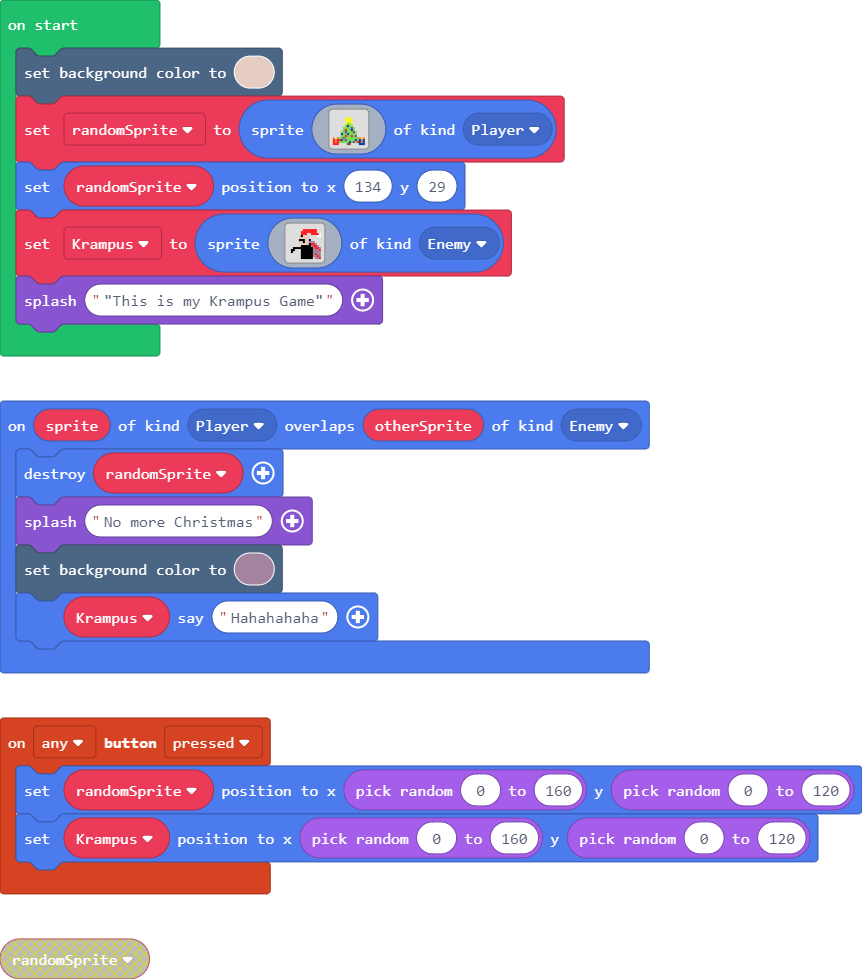 on start
set background color to
set randomSprite to sprite of kind Player
set randomSprite position to x 134 y 29
set Krampus to sprite of kind Enemy
splash " "This is my Krampus Game" "
on sprite of kind Player overlaps otherSprite of kind Enemy
destroy randomSprite
splash "No more Christmas"
set background color to
Krampus say "Hahahahaha"
on any button pressed
set randomSprite position to x pick random 0 to 160 y pick random 0 to 120
set Krampus position to x pick random 0 to 160 y pick random 0 to 120
randomSprite